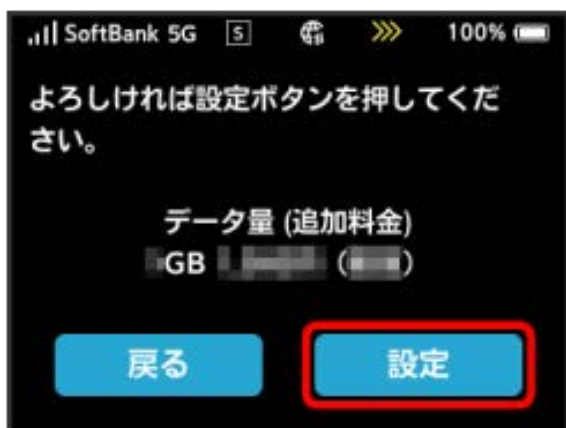 SoftBank 5G S 100%
よろしければ設定ボタンを押してくだ
さい。
データ量 (追加料金)
GB ( )
戻る 設定